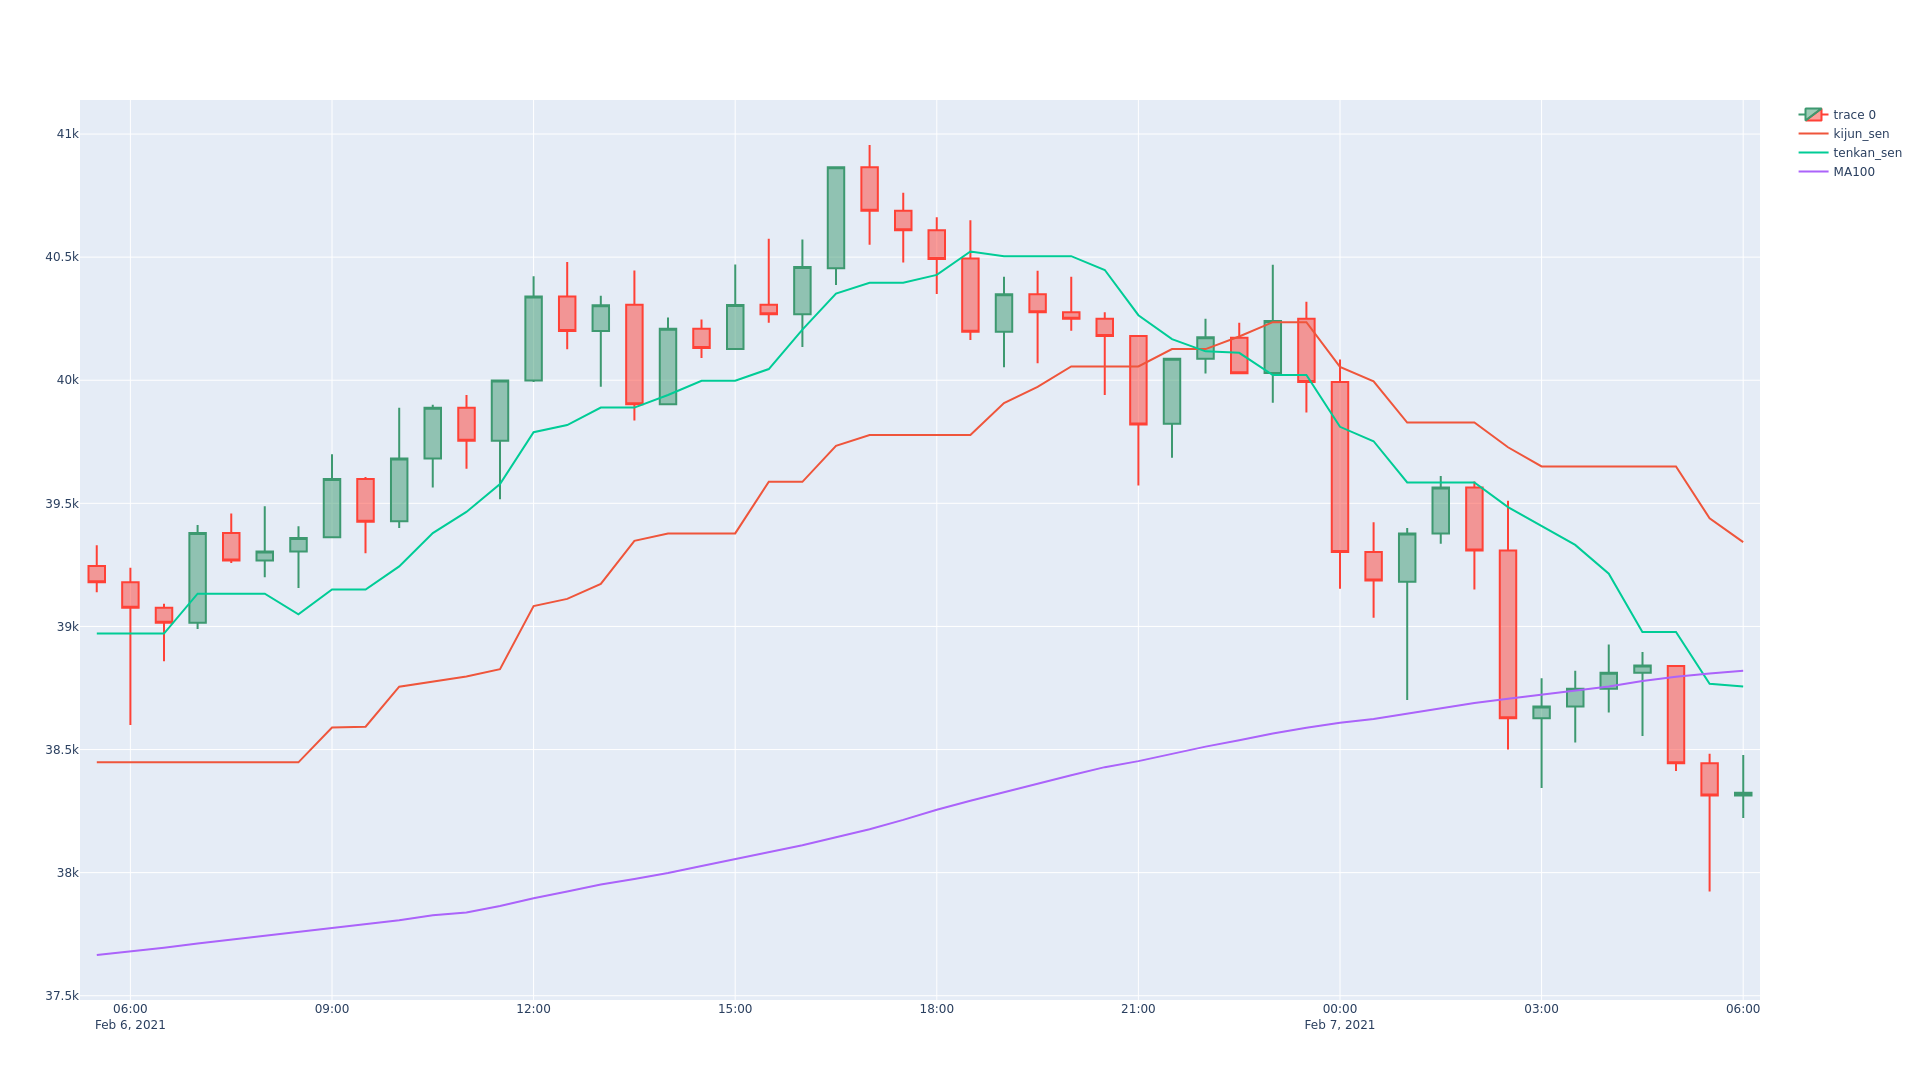 41k
40.5k
40k
39.5k
39k
38.5k
38k
37.5k
06:00 09:00 12:00 15:00 18:00 21:00 00:00 03:00 06:00
Feb 6, 2021 Feb 7, 2021
trace 0
kijun_sen
tenkan_sen
MA100